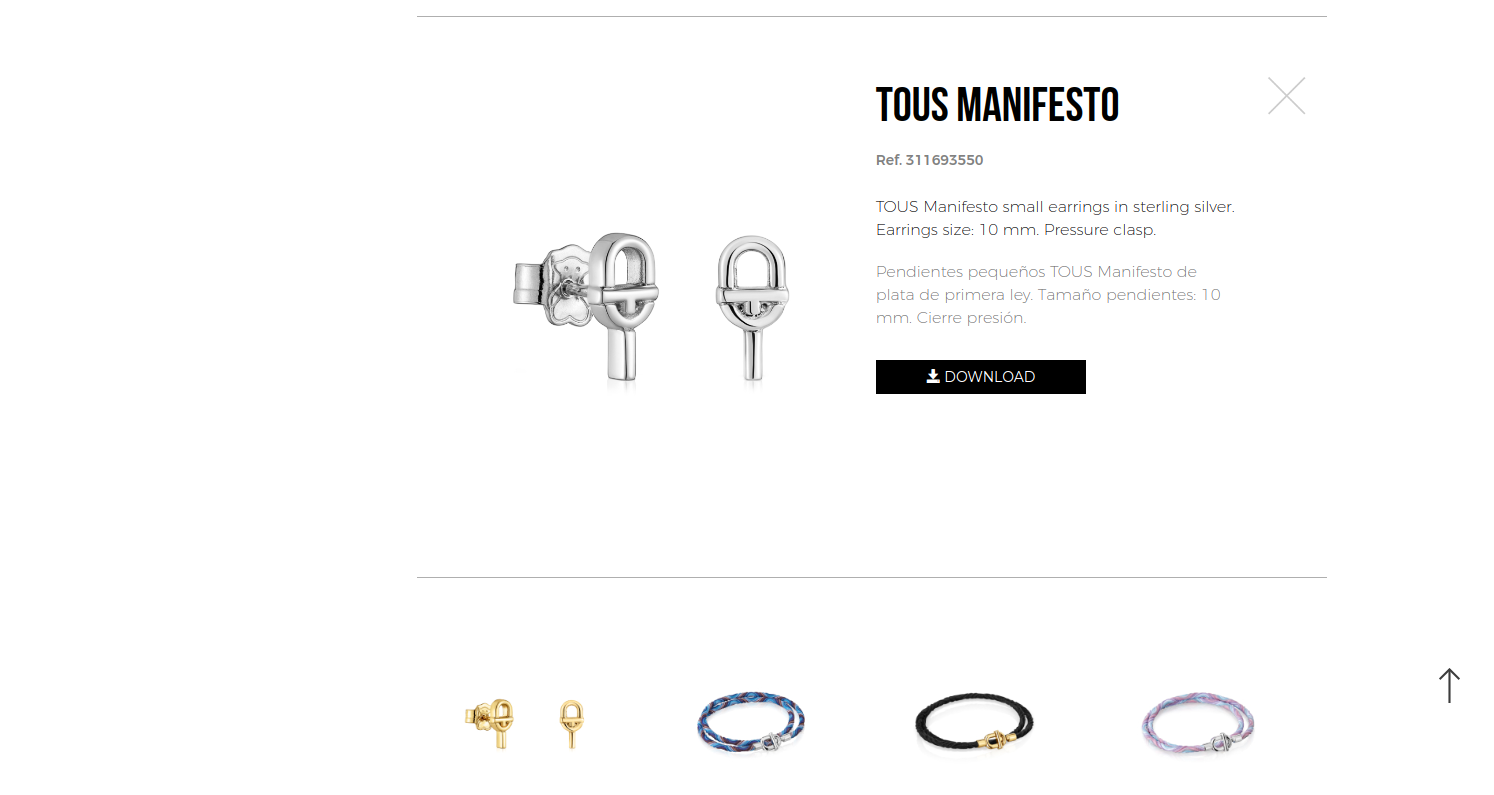 TOUS MANIFESTO
Ref. 311693550
TOUS Manifesto small earrings in sterling silver.
Earrings size: 10 mm. Pressure clasp.
Pendientes pequeños TOUS Manifesto de
plata de primera ley. Tamaño pendientes: 10
mm. Cierre presión.
DOWNLOAD